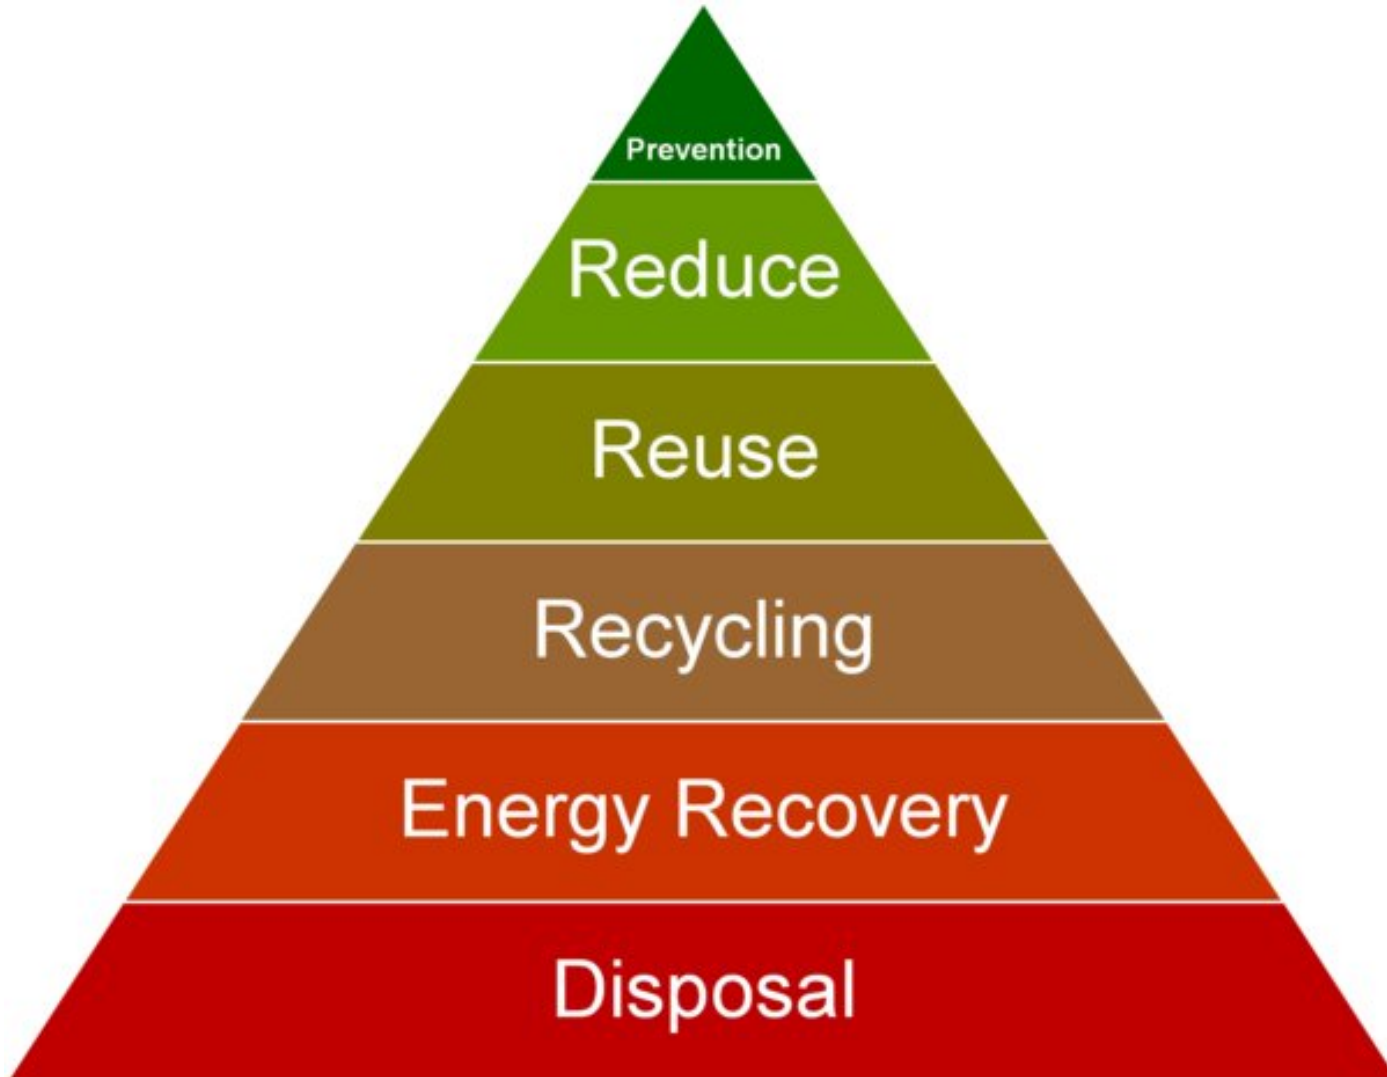 Prevention
Reduce
Reuse
Recycling
Energy Recovery
Disposal